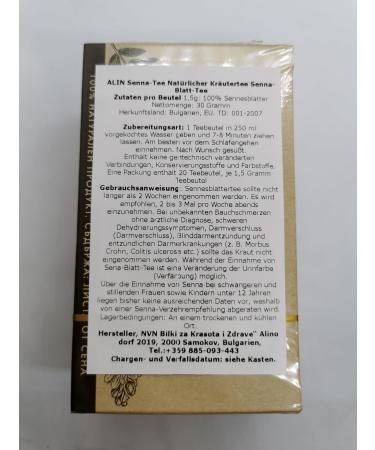 ALIN Senna-Tee Natürlicher Kräutertee Senna-
Blatt-Tee
Zutaten pro Beutel 1,5g: 100% Sennesblätter
Nettomenge: 30 Gramm
Herkunftsland: Bulgarien, EU. TD: 001-2007
Zubereitungsart: 1 Teebeutel in 250 ml
vorgekochtes Wasser geben und 7-8 Minuten ziehen
lassen. Am besten vor dem Schlafengehen
einnehmen. Nach Wunsch gesüßt.
Enthält keine gentechnisch veränderten
Verbindungen, Konservierungsstoffe und Farbstoffe.
Eine Packung enthält 20 Teebeutel, je 1,5 Gramm
Teebeutel
Gebrauchsanweisung : Sennesblättertee sollte nicht
langer als 2 Wochen eingenommen werden. Es wird
empfohlen, 2 bis 3 Mal pro Woche abends
einzunehmen. Bei unbekannten Bauchschmerzen
ohne ärztliche Diagnose, schweren
Dehydrierungssymptomen, Darmverschluss
(Darmverschluss), Blinddarmentzündung und
entzündlichen Darmerkrankungen (z. B. Morbus
Crohn, Colitis ulcerosa etc.) sollte das Kraut nicht
eingenommen werden. Während der Einnahme von
Sena-Blatt-Tee ist eine Veränderung der Urinfarbe
(Verfärbung) möglich.
Über die Einnahme von Senna bei schwangeren und
stillenden Frauen sowie Kindern unter 12 Jahren
liegen bisher keine ausreichenden Daten vor, weshalb
von einer Senna-Verzehrempfehlung abgeraten wird.
Lagerbedingungen: An einem trockenen und kühlen
Ort.
Hersteller, NVN Bilki za Krasota i Zdrave" Alino
dorf 2019, 2000 Samokov, Bulgarien,
Tel.:+359 885-093-443
Chargen- und Verfallsdatum: siehe Kasten.
100% НАТУРАЛЕН ПРОДУКТ. СЪДЪРЖА: ЛИСТ ОТ СЕНА